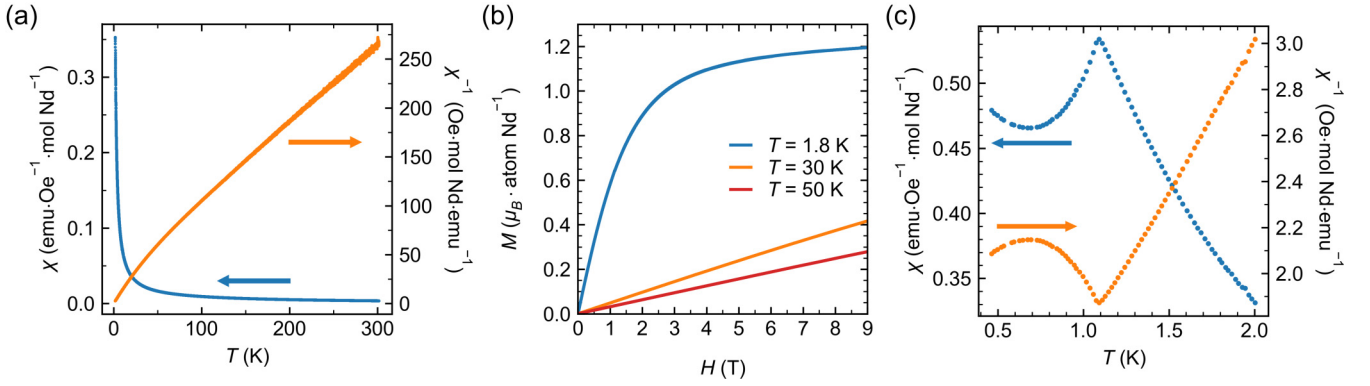 (a)
0.3
0.2
0.1
0.0
χ (emu·Oe⁻¹·mol Nd⁻¹)
0
100
200
300
T (K)
250
200
150
100
50
0
χ⁻¹ (Oe·mol Nd·emu⁻¹)
(b)
1.2
1.0
0.8
0.6
0.4
0.2
0.0
M (μB · atom Nd⁻¹)
T = 1.8 K
T = 30 K
T = 50 K
0 1 2 3 4 5 6 7 8 9
H (T)
(c)
0.50
0.45
0.40
0.35
χ (emu·Oe⁻¹·mol Nd⁻¹)
0.5 1.0 1.5 2.0
T (K)
3.0
2.8
2.6
2.4
2.2
2.0
χ⁻¹ (Oe·mol Nd·emu⁻¹)